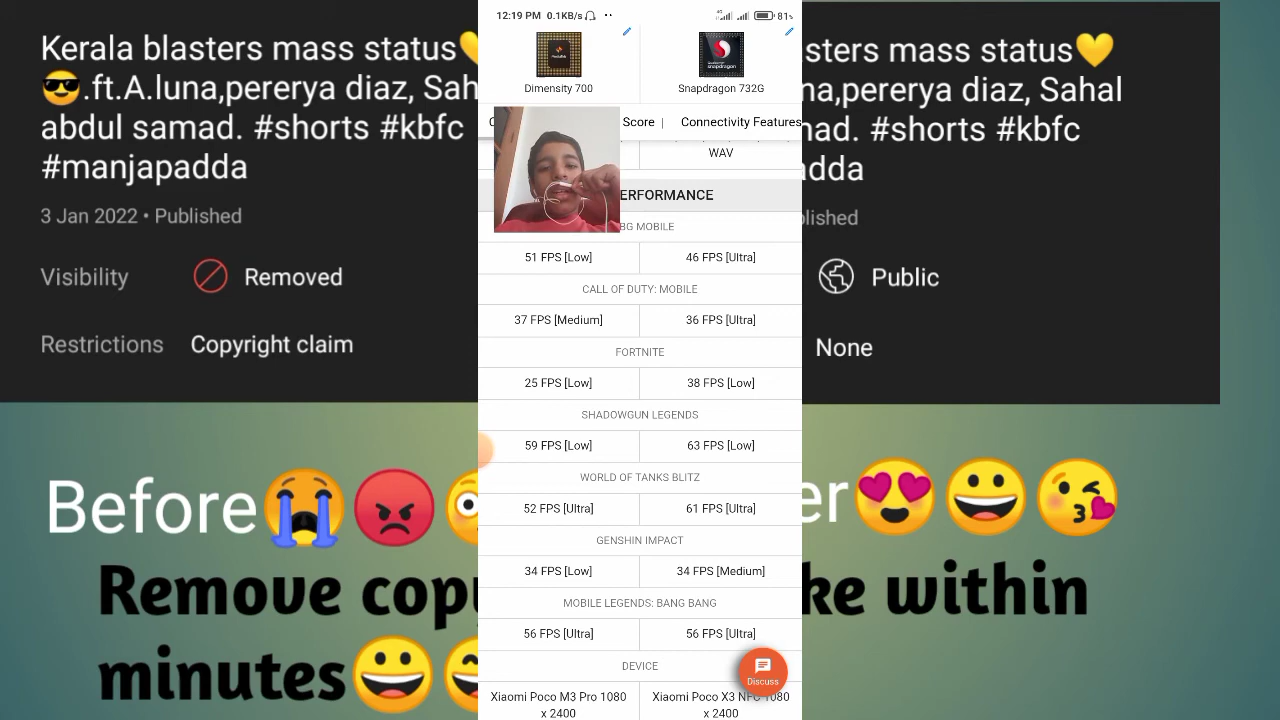 Kerala blasters mass status💛
😎.ft.A.luna,pererya diaz, Sah
abdul samad. #shorts #kbfc
#manjapadda
3 Jan 2022 • Published
Visibility Removed
Restrictions Copyright claim
Before😭😡
Remove cop
minutes😀
12:19 PM 0.1KB/s 81%
Dimensity 700 Snapdragon 732G
Score | Connectivity Features
WAV
ERFORMANCE
BG MOBILE
51 FPS [Low] 46 FPS [Ultra]
CALL OF DUTY: MOBILE
37 FPS [Medium] 36 FPS [Ultra]
FORTNITE
25 FPS [Low] 38 FPS [Low]
SHADOWGUN LEGENDS
59 FPS [Low] 63 FPS [Low]
WORLD OF TANKS BLITZ
52 FPS [Ultra] 61 FPS [Ultra]
GENSHIN IMPACT
34 FPS [Low] 34 FPS [Medium]
MOBILE LEGENDS: BANG BANG
56 FPS [Ultra] 56 FPS [Ultra]
DEVICE
Discuss
Xiaomi Poco M3 Pro 1080 Xiaomi Poco X3 NFC 1080
x 2400 x 2400
sters mass status💛
na,pererya diaz, Sahal
mad. #shorts #kbfc
adda
olished
Public
None
er😍😀😘
ke within